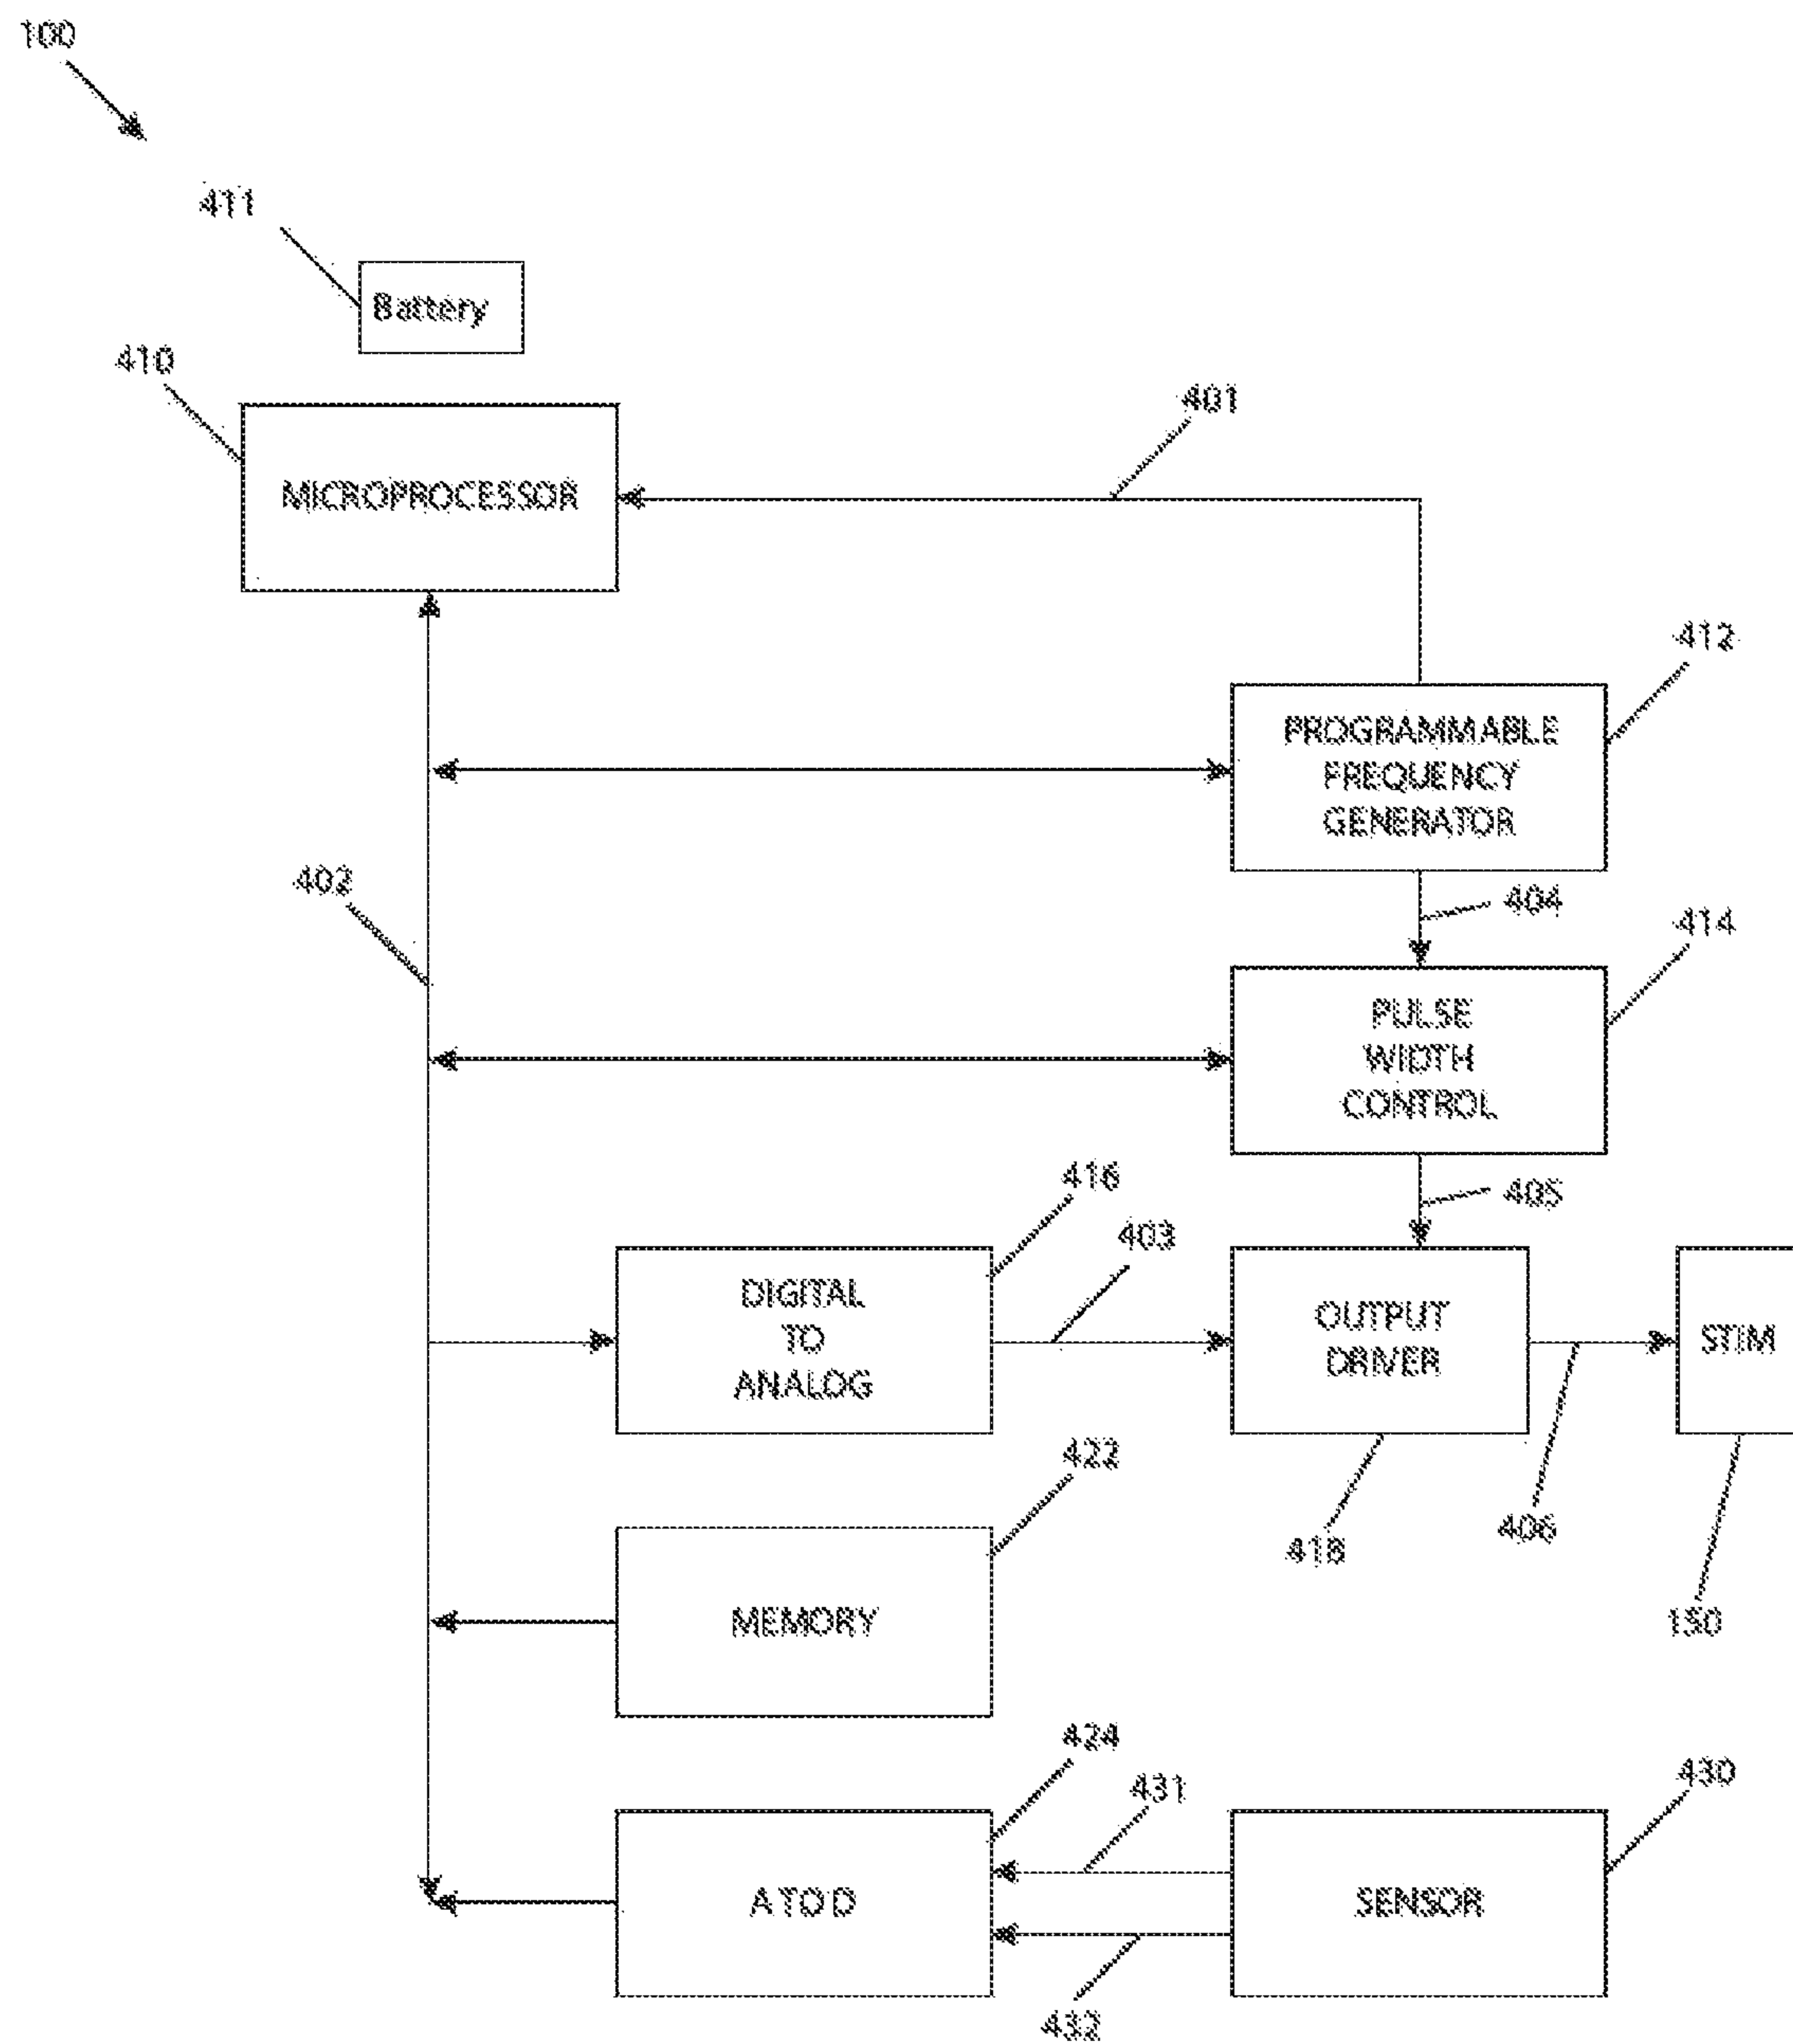 100
411
Battery
410
MICROPROCESSOR
401
412
PROGRAMMABLE
FREQUENCY
GENERATOR
402
404
414
PULSE
WIDTH
CONTROL
405
416
403
DIGITAL
TO
ANALOG
OUTPUT
DRIVER
STIM
422
418
406
150
MEMORY
424
431
430
A TO D
SENSOR
432